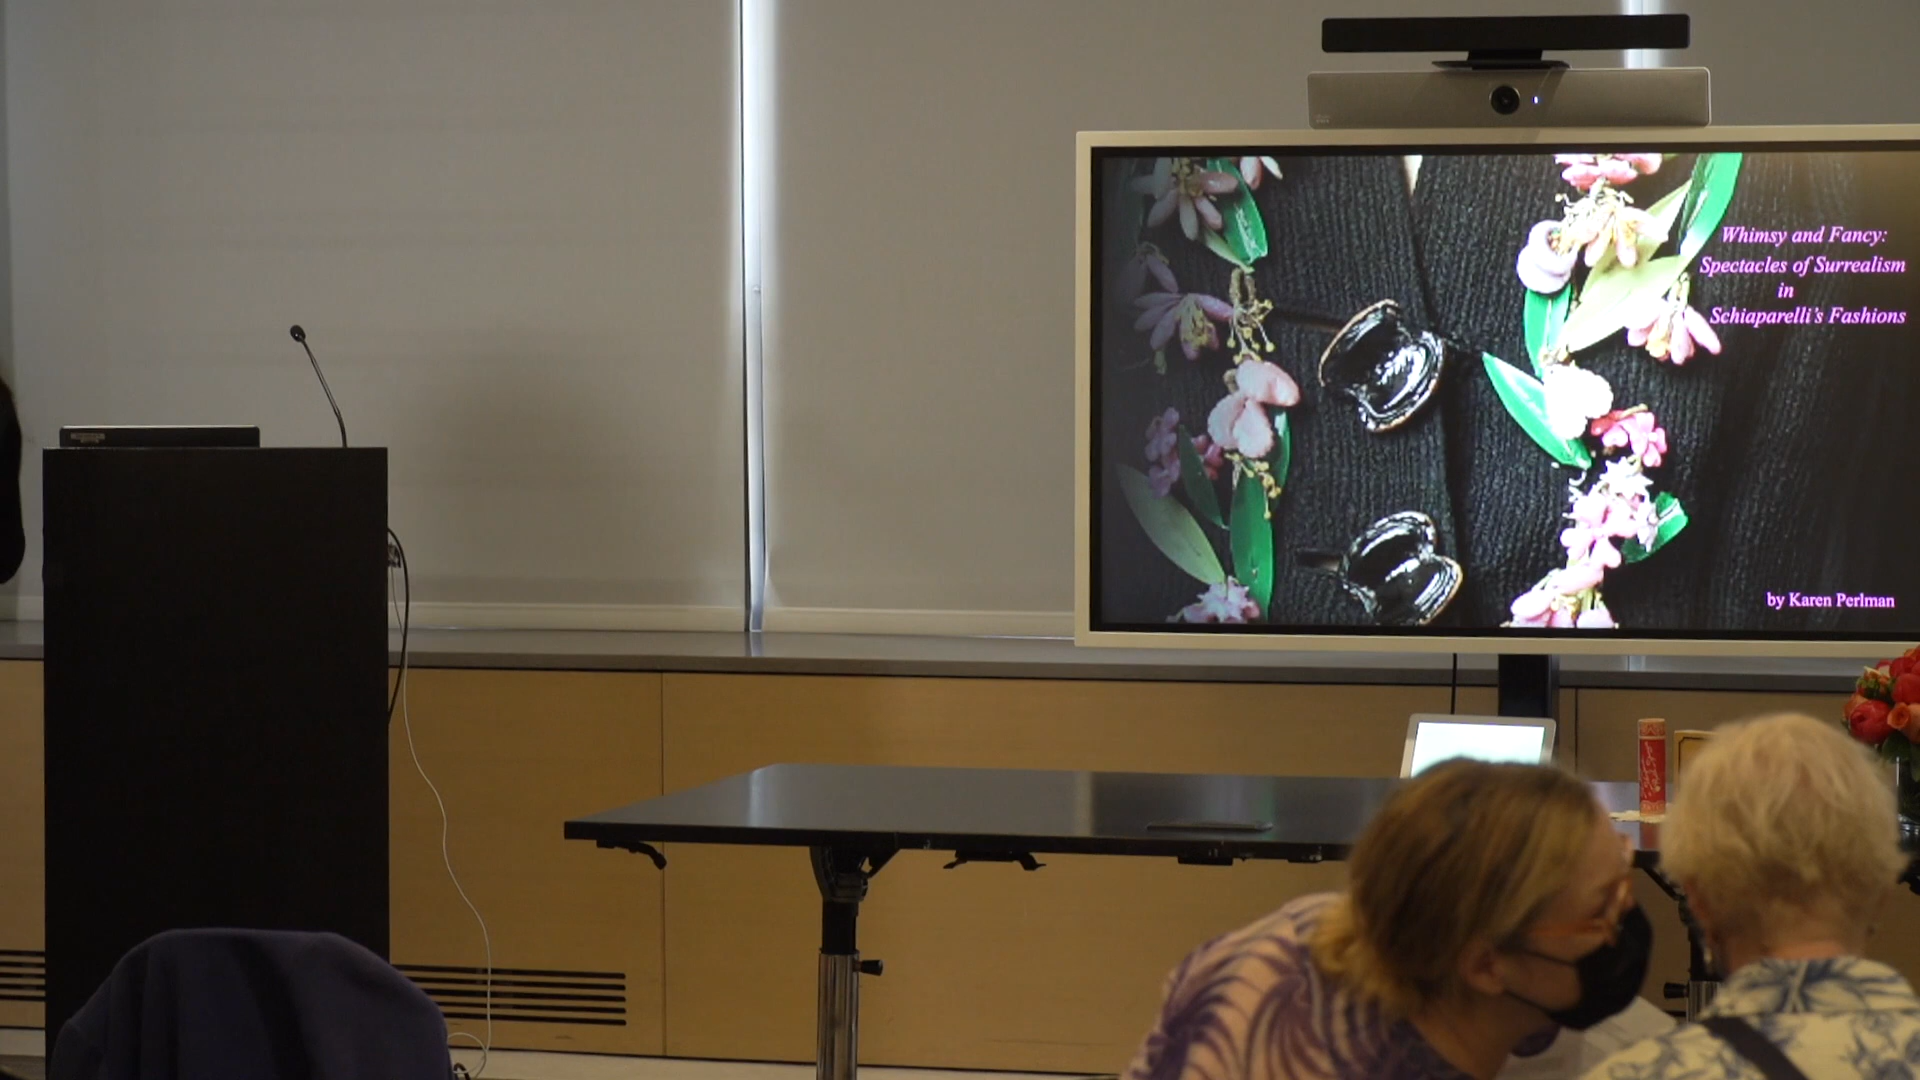 Whimsy and Fancy:
Spectacles of Surrealism
in
Schiaparelli's Fashions
by Karen Perlman